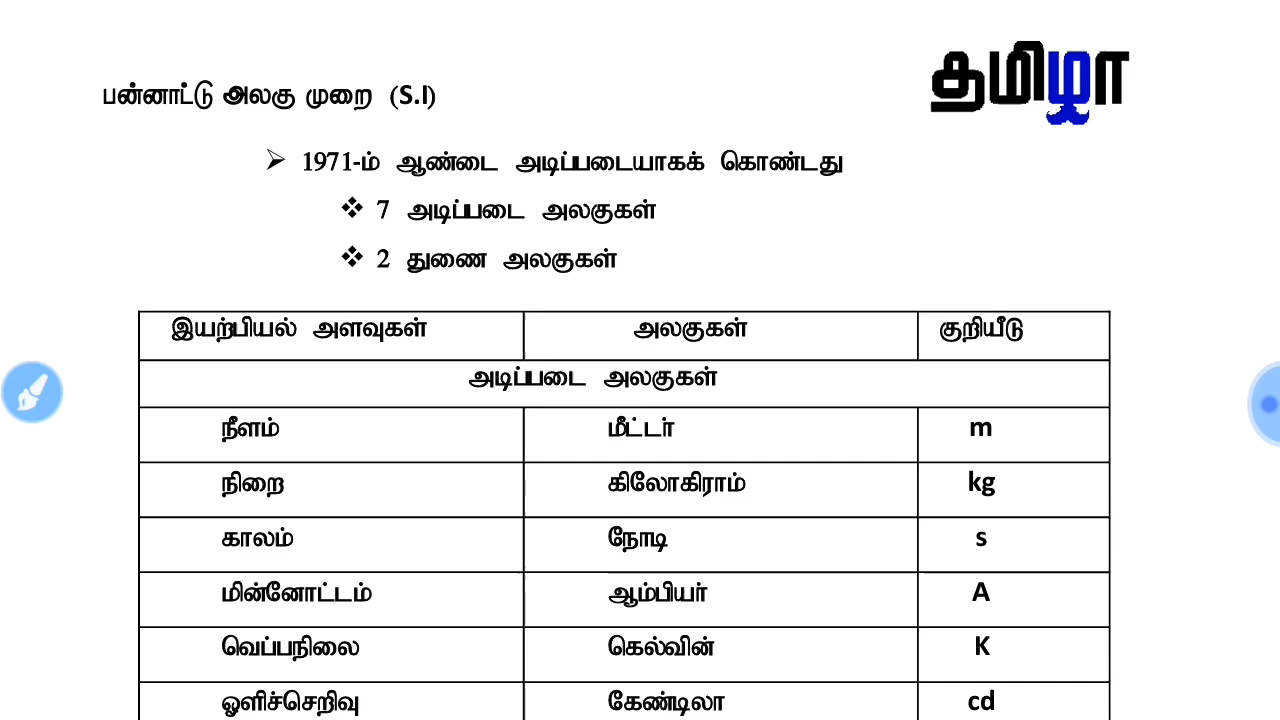 தமிழா
பன்னாட்டு அலகு முறை (S.I)
➢ 1971-ம் ஆண்டை அடிப்படையாகக் கொண்டது
❖ 7 அடிப்படை அலகுகள்
❖ 2 துணை அலகுகள்
இயற்பியல் அளவுகள் அலகுகள் குறியீடு
அடிப்படை அலகுகள்
நீளம் மீட்டர் m
நிறை கிலோகிராம் kg
காலம் நோடி s
மின்னோட்டம் ஆம்பியர் A
வெப்பநிலை கெல்வின் K
ஓளிச்செறிவு கேண்டிலா cd